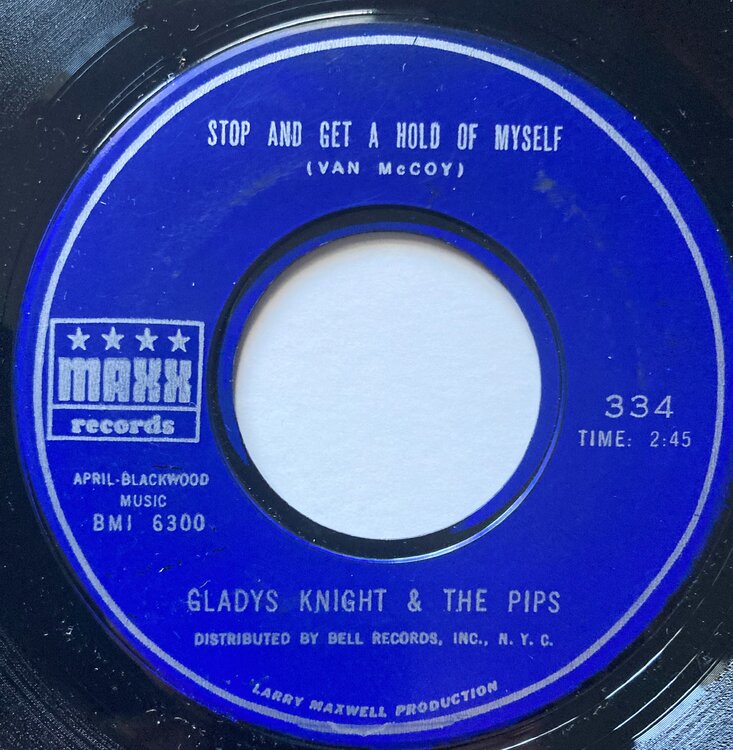 STOP AND GET A HOLD OF MYSELF
(VAN McCOY)
MAXX
records
334
TIME: 2:45
APRIL-BLACKWOOD
MUSIC
BMI 6300
GLADYS KNIGHT & THE PIPS
DISTRIBUTED BY BELL RECORDS, INC., N. Y. C.
LARRY MAXWELL PRODUCTION